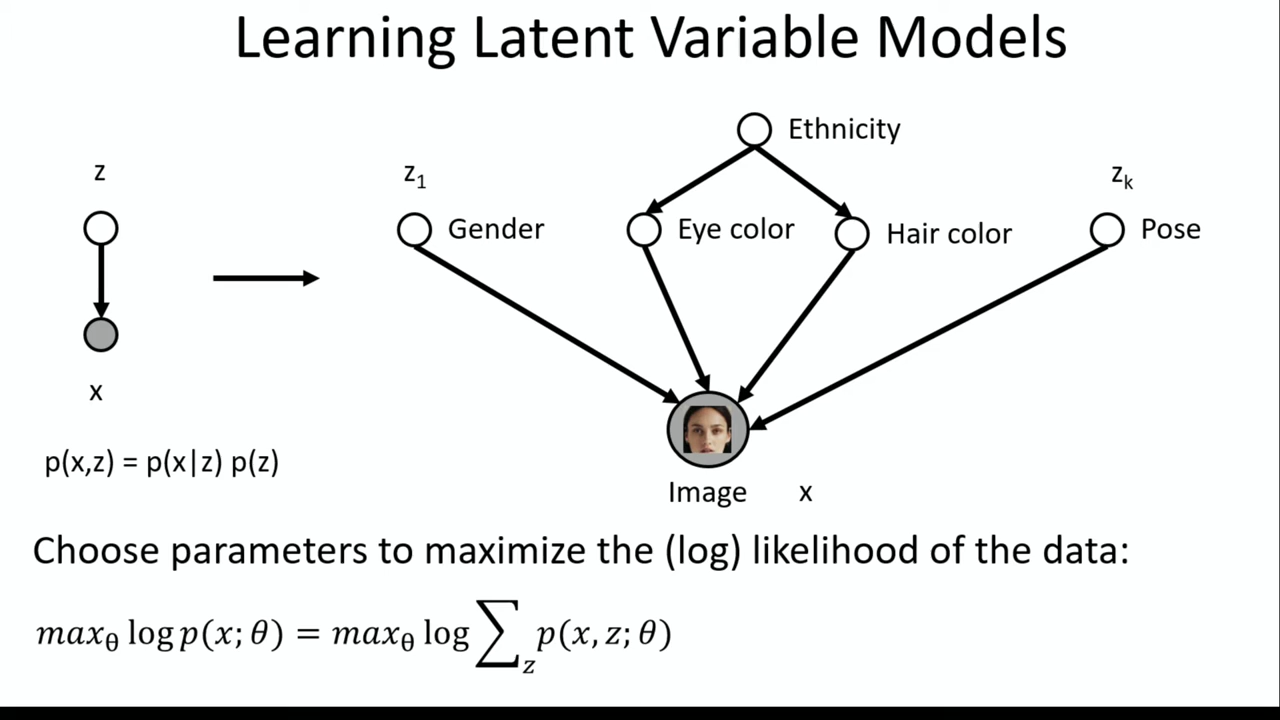 Learning Latent Variable Models
Ethnicity
z
z₁
zₖ
Gender
Eye color
Hair color
Pose
x
p(x,z) = p(x|z) p(z)
Image x
Choose parameters to maximize the (log) likelihood of the data:
max_θ log p(x; θ) = max_θ log ∑_z p(x, z; θ)